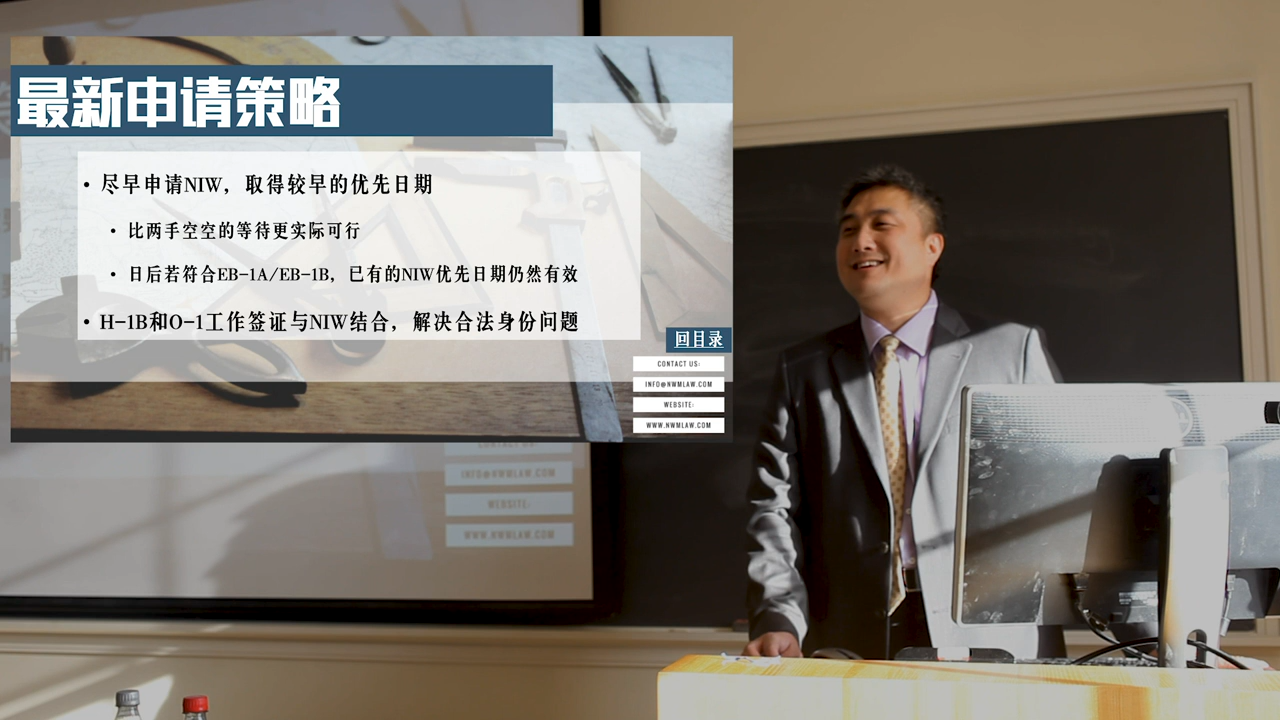 最新申请策略
• 尽早申请NIW，取得较早的优先日期
• 比两手空空的等待更实际可行
• 日后若符合EB-1A/EB-1B，已有的NIW优先日期仍然有效
• H-1B和O-1工作签证与NIW结合，解决合法身份问题
回目录
CONTACT US:
INFO@NWMLAW.COM
WEBSITE:
WWW.NWMLAW.COM
CONTACT US:
INFO@NWMLAW.COM
WEBSITE:
WWW.NWMLAW.COM